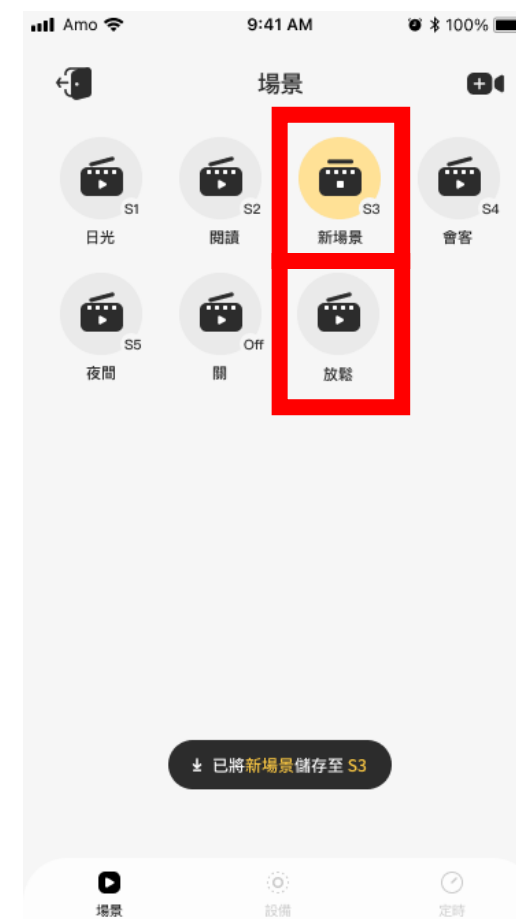 Amo 9:41 AM 100%
場景
S1 S2 S3 S4
日光 閱讀 新場景 會客
S5 Off
夜間 關 放鬆
已將新場景儲存至 S3
場景 設備 定時